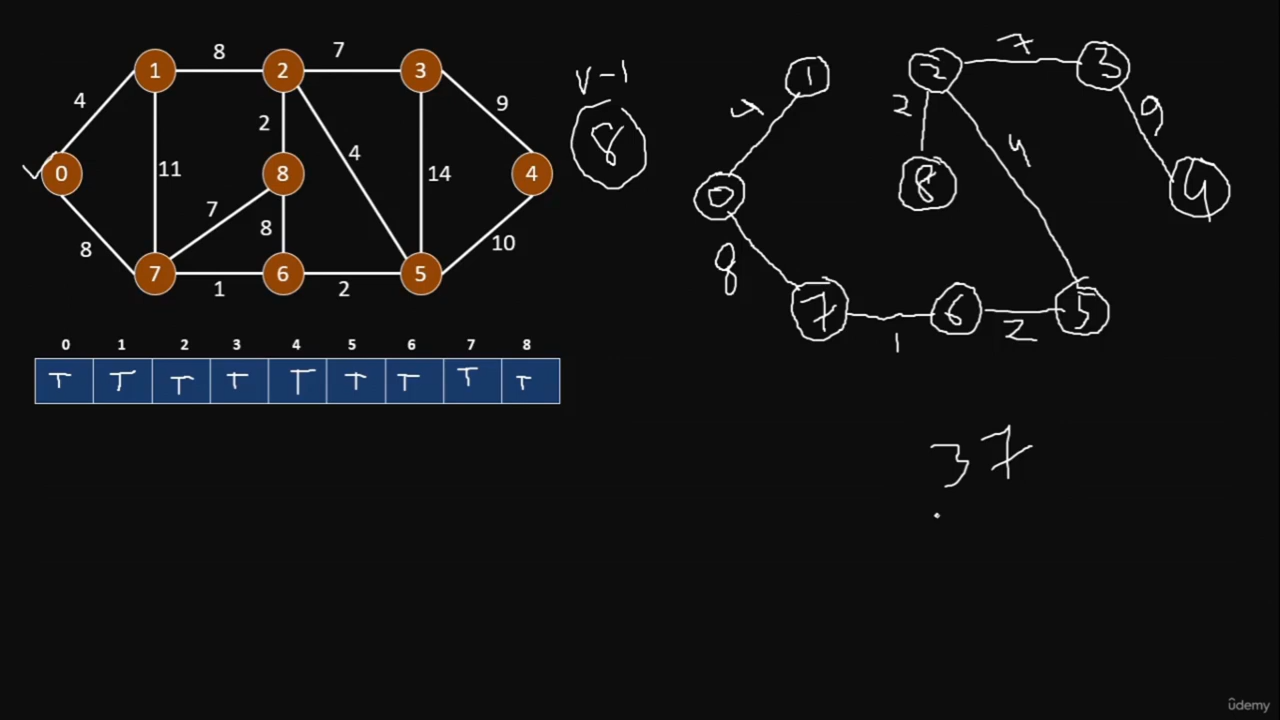 8 7
1 2 3
4 2 9
11 4
0 8 14 4
7
8 8 10
7 6 5
1 2
0 1 2 3 4 5 6 7 8
T T T T T T T T T
V-1
8
7
1 2 3
4 2 9
4
0 8 4
8
7 6 5
1 2
37
ûdemy